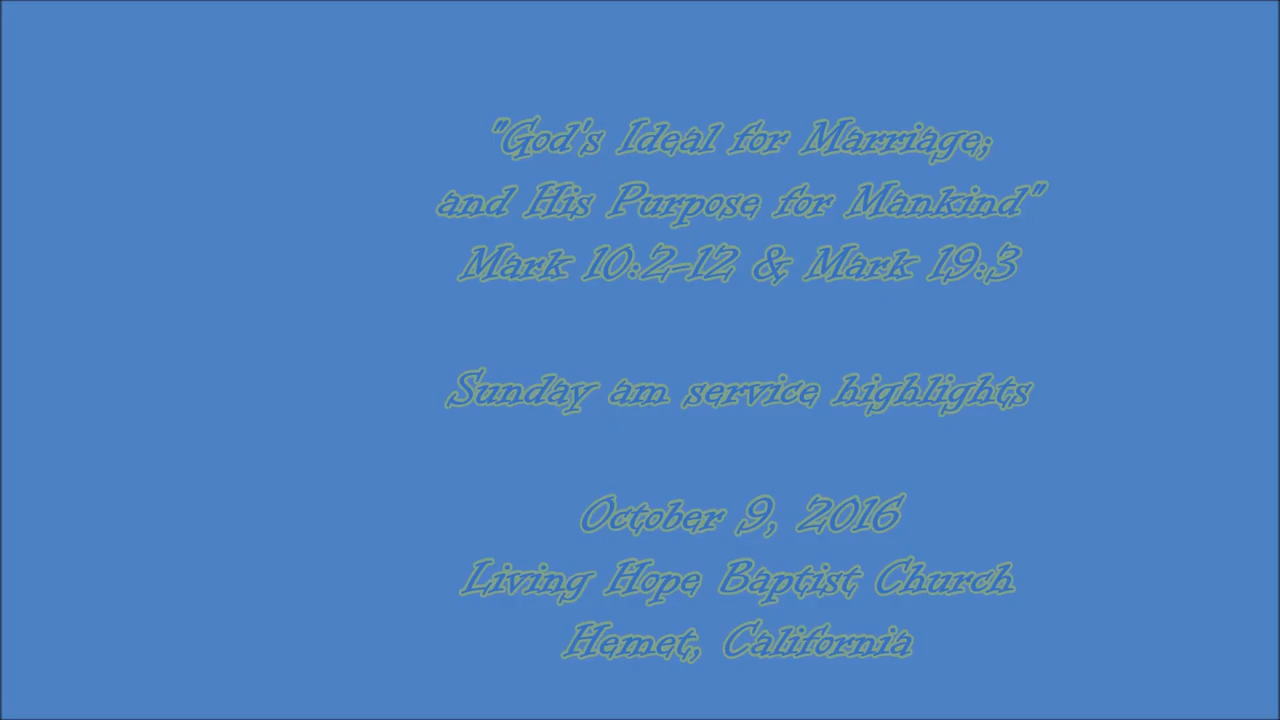 "God's Ideal for Marriage;
and His Purpose for Mankind"
Mark 10:2-12 & Mark 19:3
Sunday am service highlights
October 9, 2016
Living Hope Baptist Church
Hemet, California